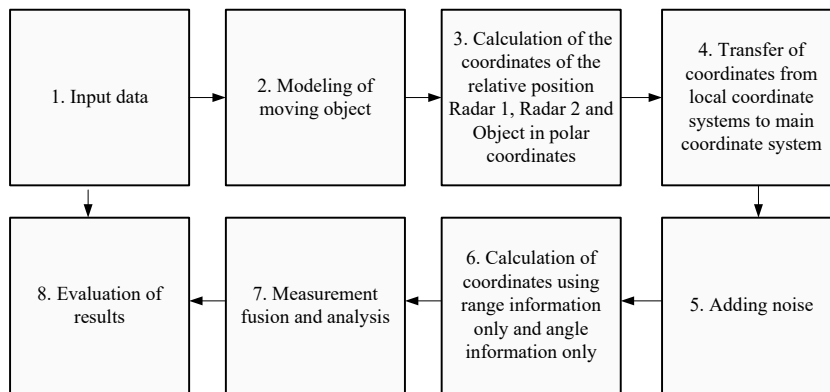 1. Input data
2. Modeling of
moving object
3. Calculation of the
coordinates of the
relative position
Radar 1, Radar 2 and
Object in polar
coordinates
4. Transfer of
coordinates from
local coordinate
systems to main
coordinate system
5. Adding noise
6. Calculation of
coordinates using
range information
only and angle
information only
7. Measurement
fusion and analysis
8. Evaluation of
results